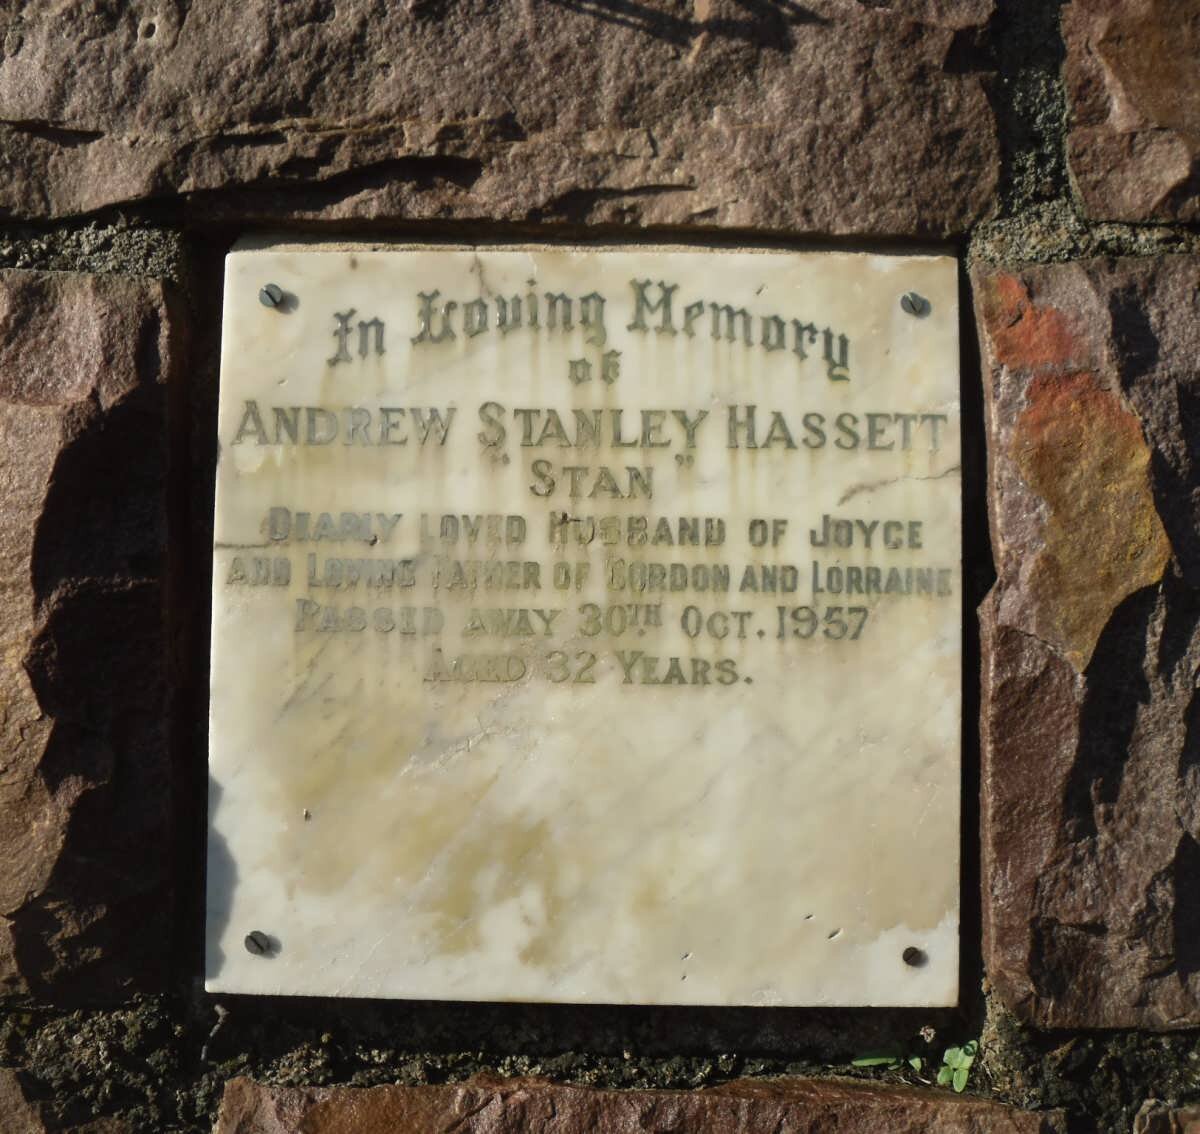 In Loving Memory
of
ANDREW STANLEY HASSETT
"STAN"
DEARLY LOVED HUSBAND OF JOYCE
AND LOVING FATHER OF GORDON AND LORRAINE
PASSED AWAY 30TH OCT. 1957
AGED 32 YEARS.